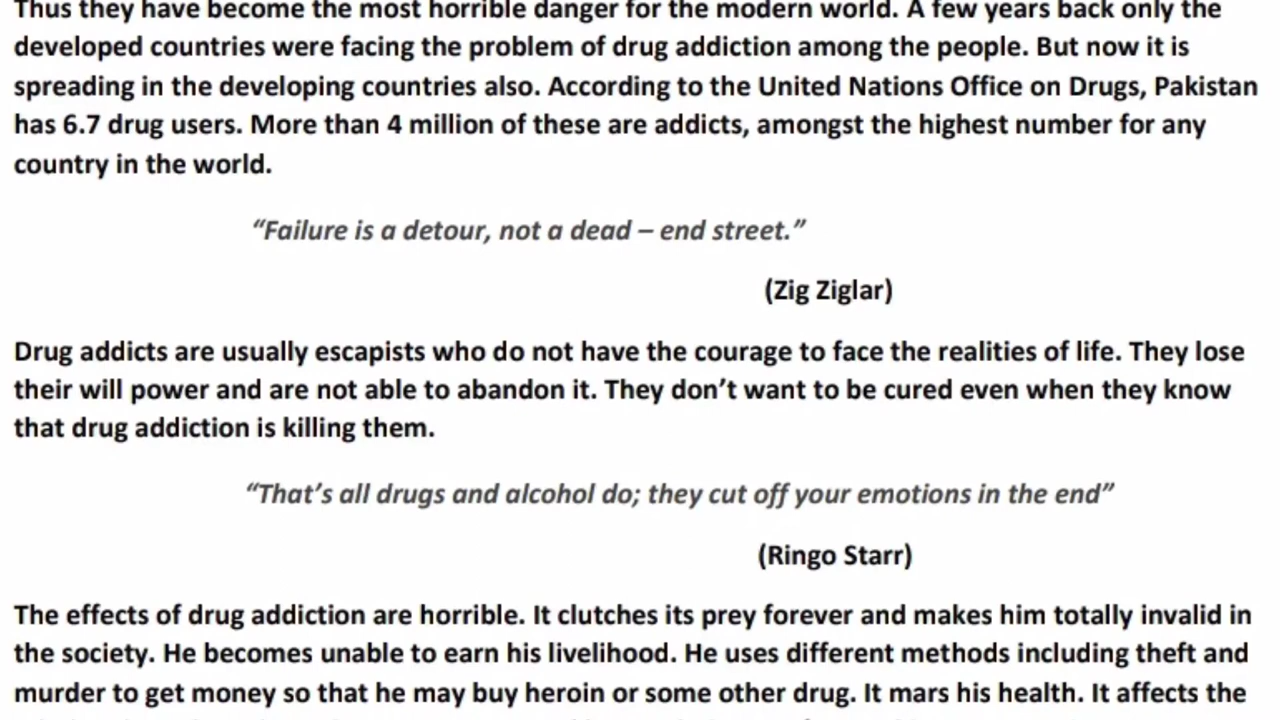 Thus they have become the most horrible danger for the modern world. A few years back only the
developed countries were facing the problem of drug addiction among the people. But now it is
spreading in the developing countries also. According to the United Nations Office on Drugs, Pakistan
has 6.7 drug users. More than 4 million of these are addicts, amongst the highest number for any
country in the world.
“Failure is a detour, not a dead – end street.”
(Zig Ziglar)
Drug addicts are usually escapists who do not have the courage to face the realities of life. They lose
their will power and are not able to abandon it. They don’t want to be cured even when they know
that drug addiction is killing them.
“That’s all drugs and alcohol do; they cut off your emotions in the end”
(Ringo Starr)
The effects of drug addiction are horrible. It clutches its prey forever and makes him totally invalid in
the society. He becomes unable to earn his livelihood. He uses different methods including theft and
murder to get money so that he may buy heroin or some other drug. It mars his health. It affects the